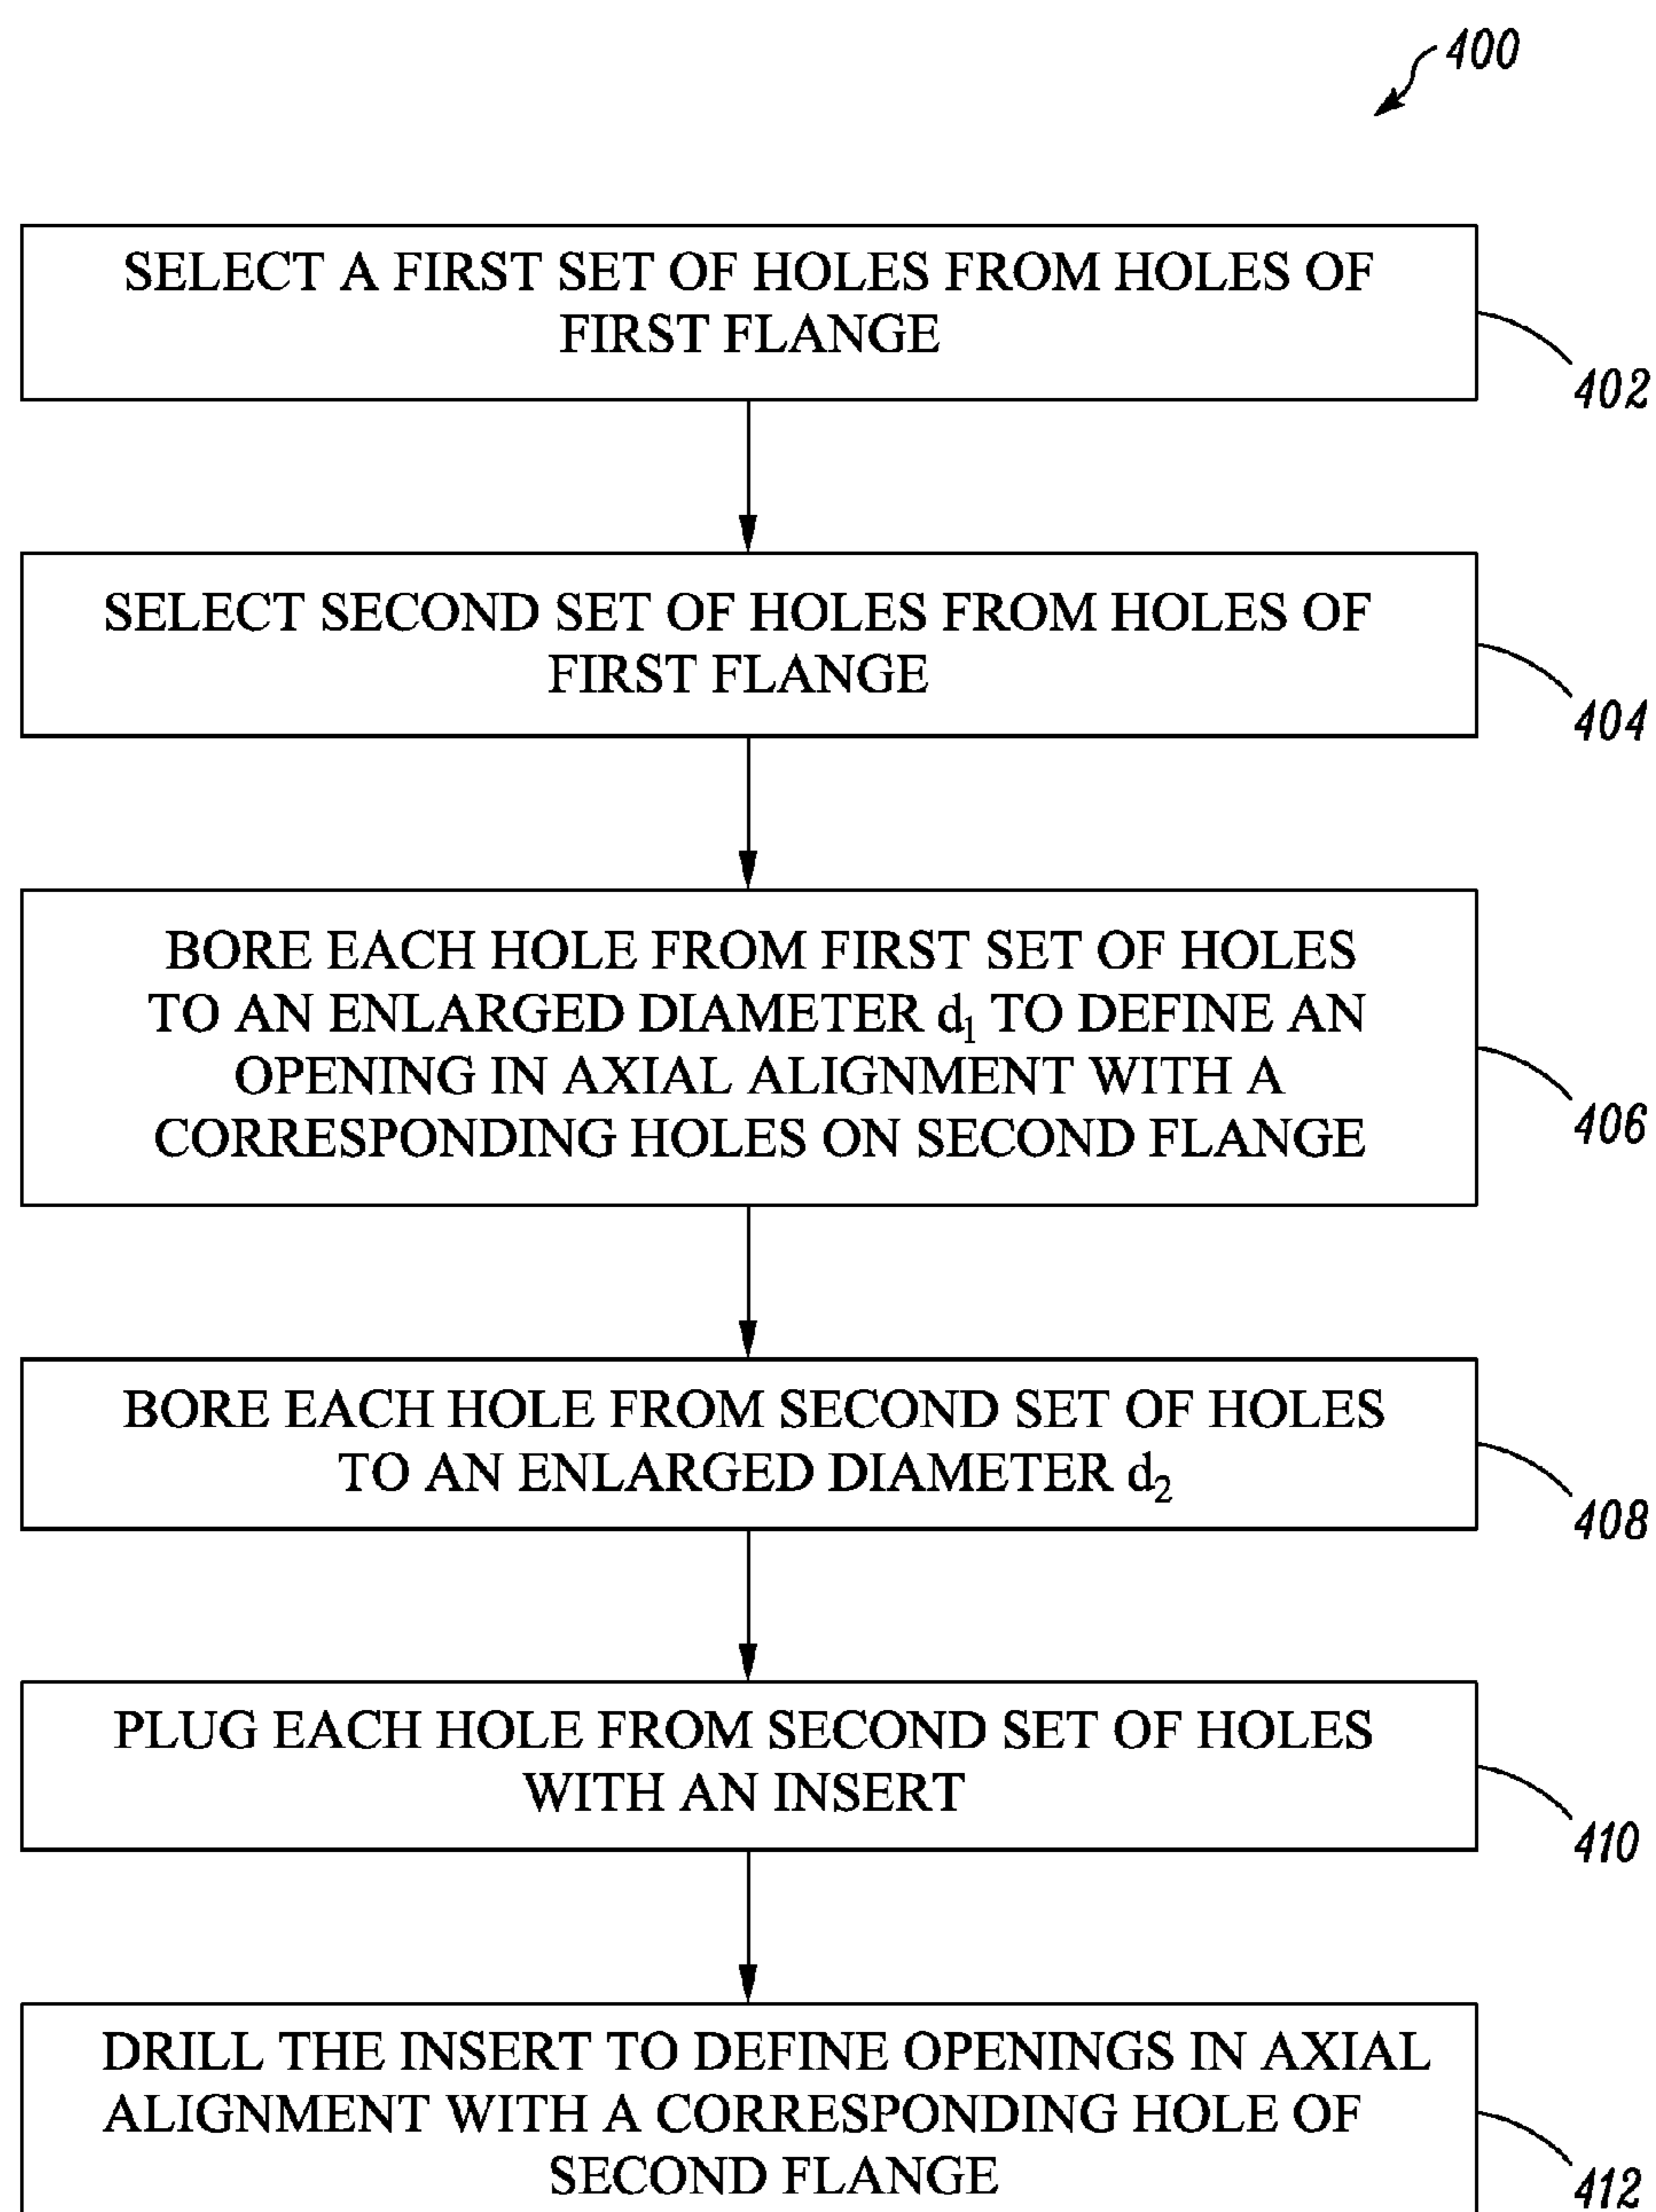 400
SELECT A FIRST SET OF HOLES FROM HOLES OF
FIRST FLANGE
402
SELECT SECOND SET OF HOLES FROM HOLES OF
FIRST FLANGE
404
BORE EACH HOLE FROM FIRST SET OF HOLES
TO AN ENLARGED DIAMETER d₁ TO DEFINE AN
OPENING IN AXIAL ALIGNMENT WITH A
CORRESPONDING HOLES ON SECOND FLANGE
406
BORE EACH HOLE FROM SECOND SET OF HOLES
TO AN ENLARGED DIAMETER d₂
408
PLUG EACH HOLE FROM SECOND SET OF HOLES
WITH AN INSERT
410
DRILL THE INSERT TO DEFINE OPENINGS IN AXIAL
ALIGNMENT WITH A CORRESPONDING HOLE OF
SECOND FLANGE
412